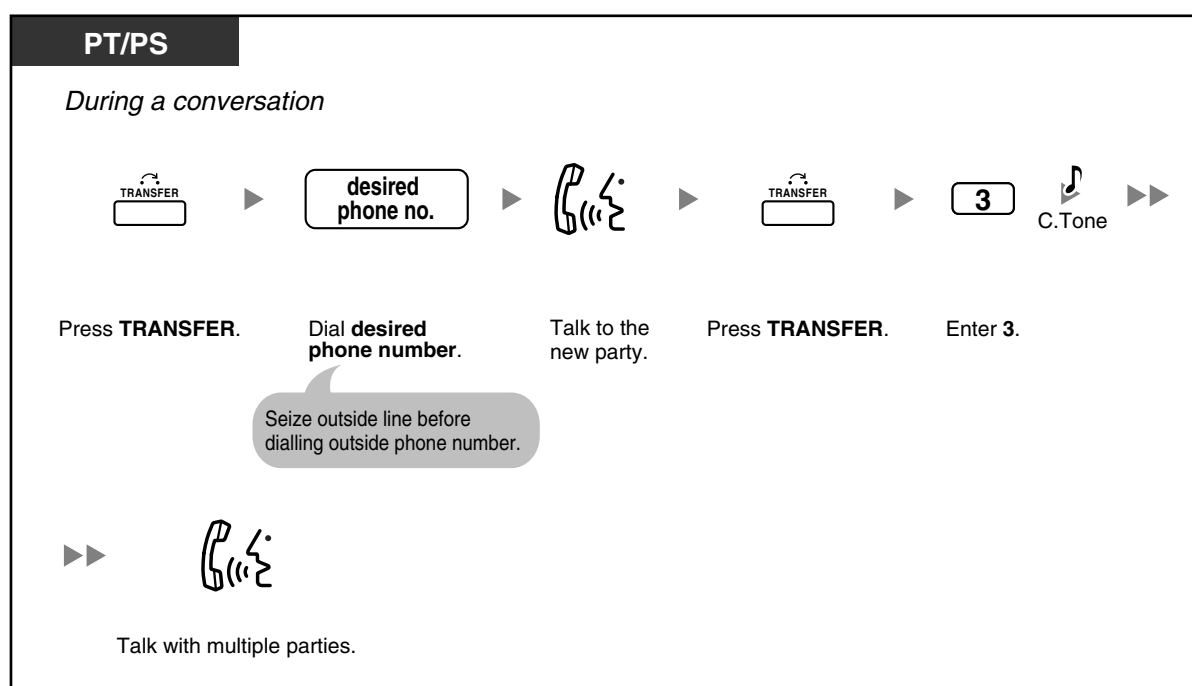 PT/PS
During a conversation
TRANSFER
desired
phone no.
TRANSFER
3
C.Tone
Press TRANSFER.
Dial desired
phone number.
Talk to the
new party.
Press TRANSFER.
Enter 3.
Seize outside line before
dialling outside phone number.
Talk with multiple parties.